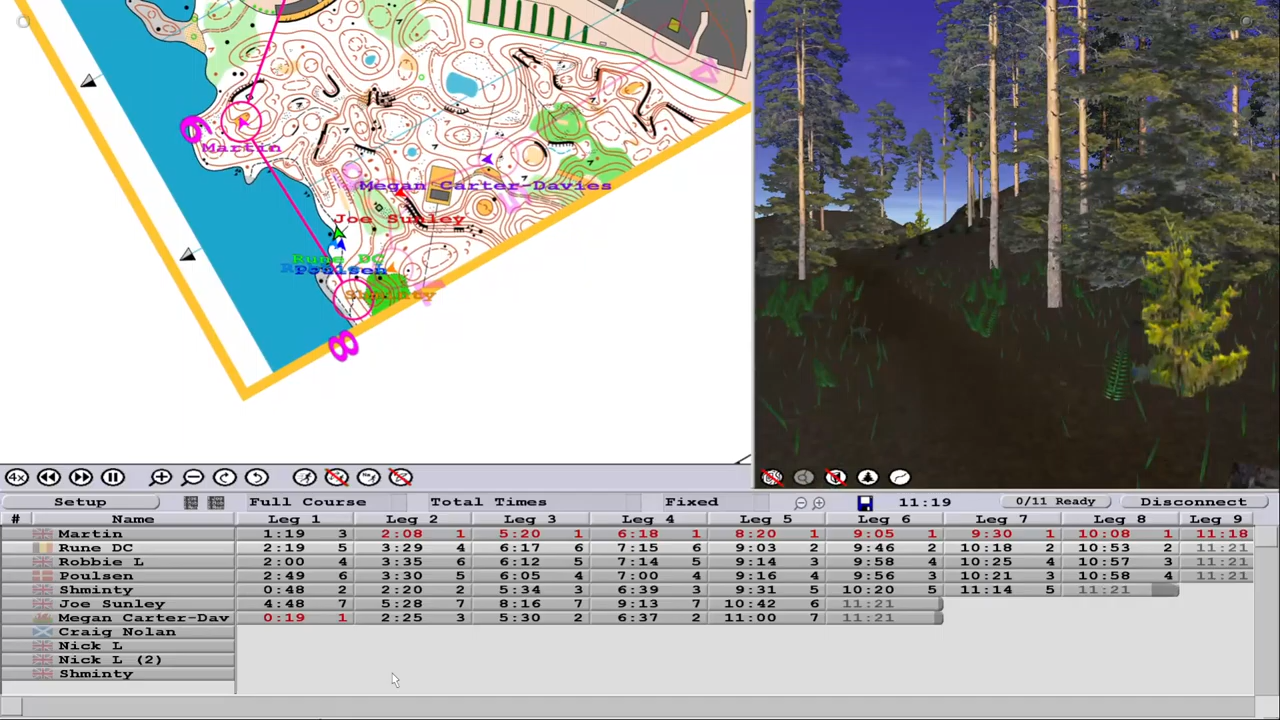 6
Martin
Megan Carter-Davies
Joe Sunley
Rune DC
Poulsen
Shminty
8
4x
Setup Full Course Total Times Fixed 11:19 0/11 Ready Disconnect
# Name Leg 1 Leg 2 Leg 3 Leg 4 Leg 5 Leg 6 Leg 7 Leg 8 Leg 9
Martin 1:19 3 2:08 1 5:20 1 6:18 1 8:20 1 9:05 1 9:30 1 10:08 1 11:18
Rune DC 2:19 5 3:29 4 6:17 6 7:15 6 9:03 2 9:46 2 10:18 2 10:53 2 11:21
Robbie L 2:00 4 3:35 6 6:12 5 7:14 5 9:14 3 9:58 4 10:25 4 10:57 3 11:21
Poulsen 2:49 6 3:30 5 6:05 4 7:00 4 9:16 4 9:56 3 10:21 3 10:58 4 11:21
Shminty 0:48 2 2:20 2 5:34 3 6:39 3 9:31 5 10:20 5 11:14 5 11:21
Joe Sunley 4:48 7 5:28 7 8:16 7 9:13 7 10:42 6 11:21
Megan Carter-Dav 0:19 1 2:25 3 5:30 2 6:37 2 11:00 7 11:21
Craig Nolan
Nick L
Nick L (2)
Shminty